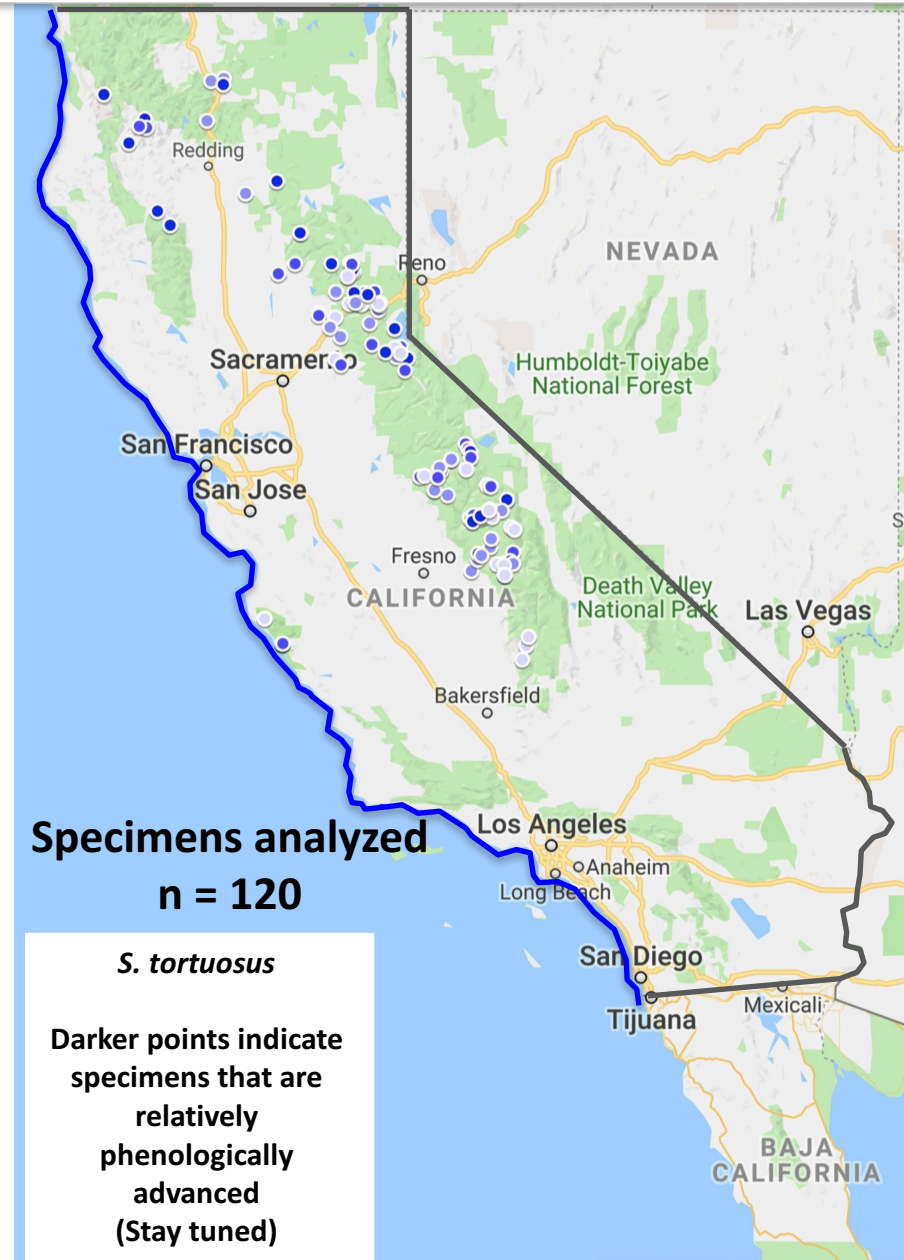 Redding
Reno
NEVADA
Humboldt-Toiyabe
National Forest
Sacramen o
San Francisco
San Jose
Fresno
CALIFORNIA
Death Valley
National Park
Las Vegas
S
Bakersfield
Los Angeles
Anaheim
Long Beach
San Diego
Tijuana
Mexicali
BAJA
CALIFORNIA
Specimens analyzed
n = 120
S. tortuosus
Darker points indicate
specimens that are
relatively
phenologically
advanced
(Stay tuned)